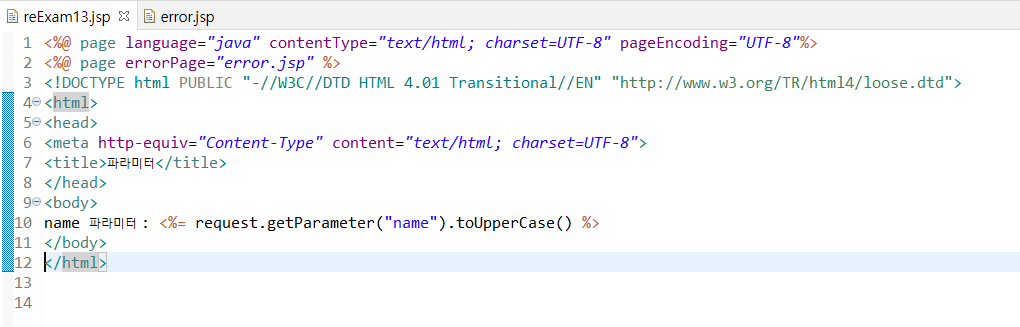 reExam13.jsp error.jsp
1 <%@ page language="java" contentType="text/html; charset=UTF-8" pageEncoding="UTF-8"%>
2 <%@ page errorPage="error.jsp" %>
3 <!DOCTYPE html PUBLIC "-//W3C//DTD HTML 4.01 Transitional//EN" "http://www.w3.org/TR/html4/loose.dtd">
4 <html>
5 <head>
6 <meta http-equiv="Content-Type" content="text/html; charset=UTF-8">
7 <title>파라미터</title>
8 </head>
9 <body>
10 name 파라미터 : <%= request.getParameter("name").toUpperCase() %>
11 </body>
12 </html>
13
14